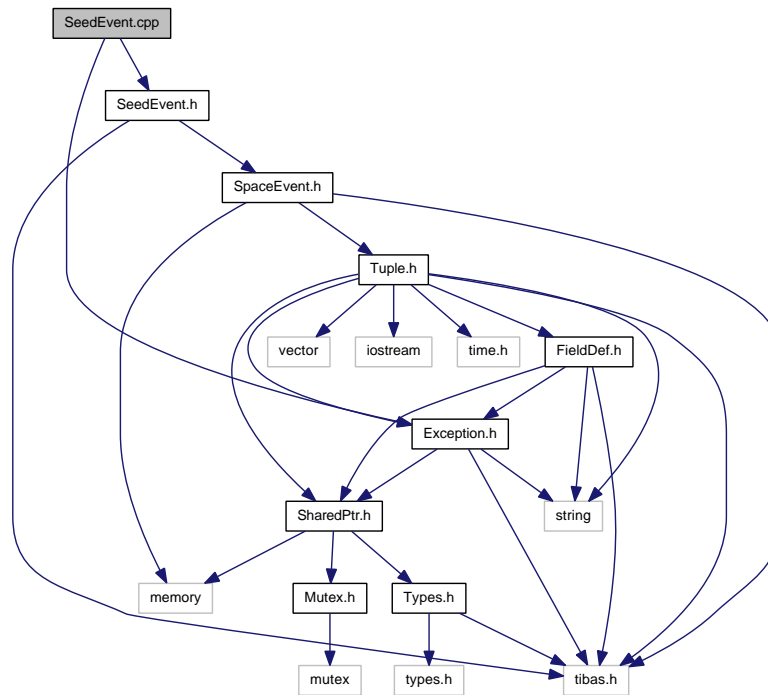 SeedEvent.cpp
SeedEvent.h
SpaceEvent.h
Tuple.h
vector
iostream
time.h
FieldDef.h
Exception.h
SharedPtr.h
string
memory
Mutex.h
Types.h
mutex
types.h
tibas.h